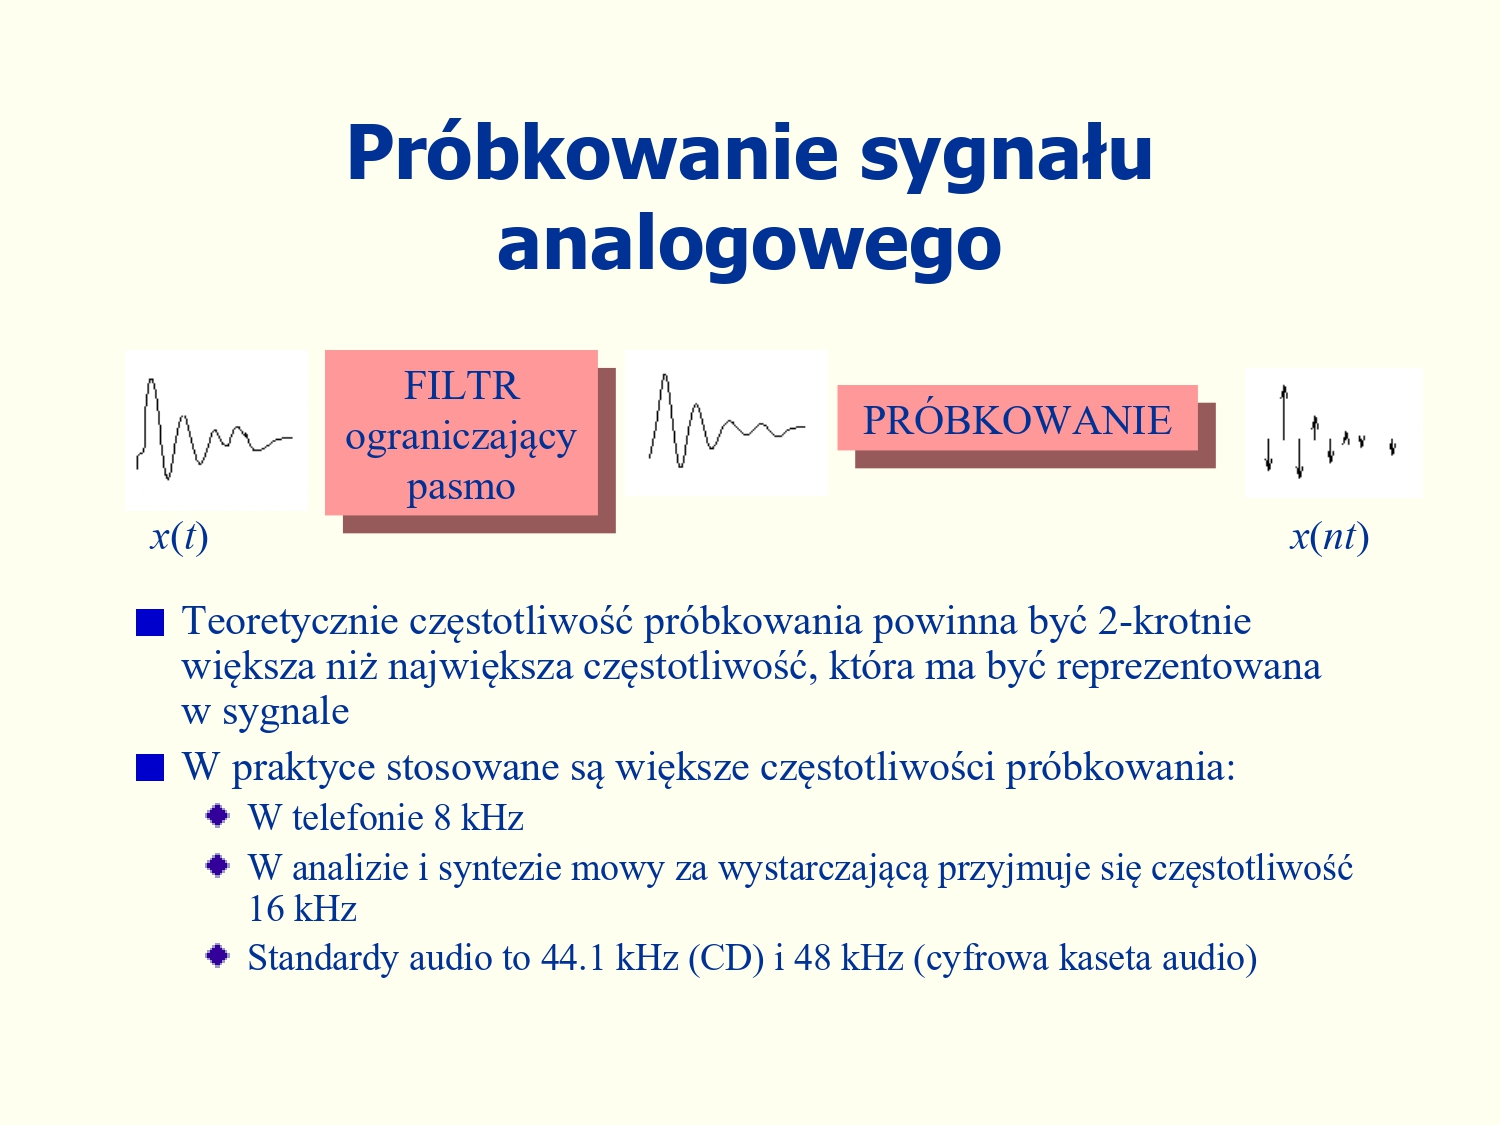 Próbkowanie sygnału
analogowego
FILTR
ograniczający
pasmo
PRÓBKOWANIE
x(t)
x(nt)
Teoretycznie częstotliwość próbkowania powinna być 2-krotnie
większa niż największa częstotliwość, która ma być reprezentowana
w sygnale
W praktyce stosowane są większe częstotliwości próbkowania:
W telefonie 8 kHz
W analizie i syntezie mowy za wystarczającą przyjmuje się częstotliwość
16 kHz
Standardy audio to 44.1 kHz (CD) i 48 kHz (cyfrowa kaseta audio)